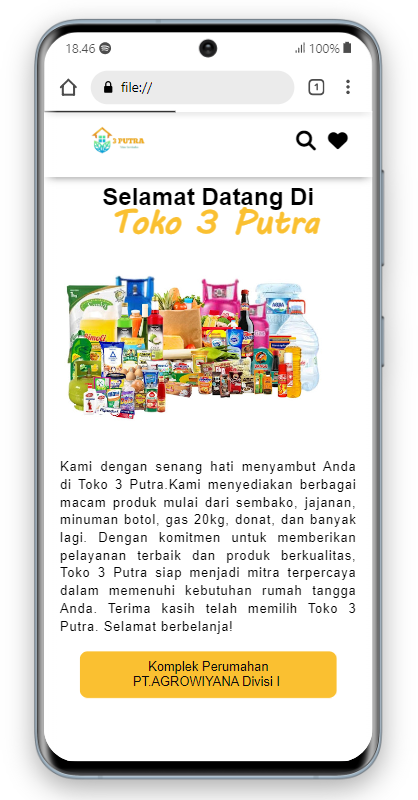 18.46
100%
file://
1
3 PUTRA
Selamat Datang Di
Toko 3 Putra
AQUA
Kami dengan senang hati menyambut Anda
di Toko 3 Putra.Kami menyediakan berbagai
macam produk mulai dari sembako, jajanan,
minuman botol, gas 20kg, donat, dan banyak
lagi. Dengan komitmen untuk memberikan
pelayanan terbaik dan produk berkualitas,
Toko 3 Putra siap menjadi mitra terpercaya
dalam memenuhi kebutuhan rumah tangga
Anda. Terima kasih telah memilih Toko 3
Putra. Selamat berbelanja!
Komplek Perumahan
PT.AGROWIYANA Divisi I